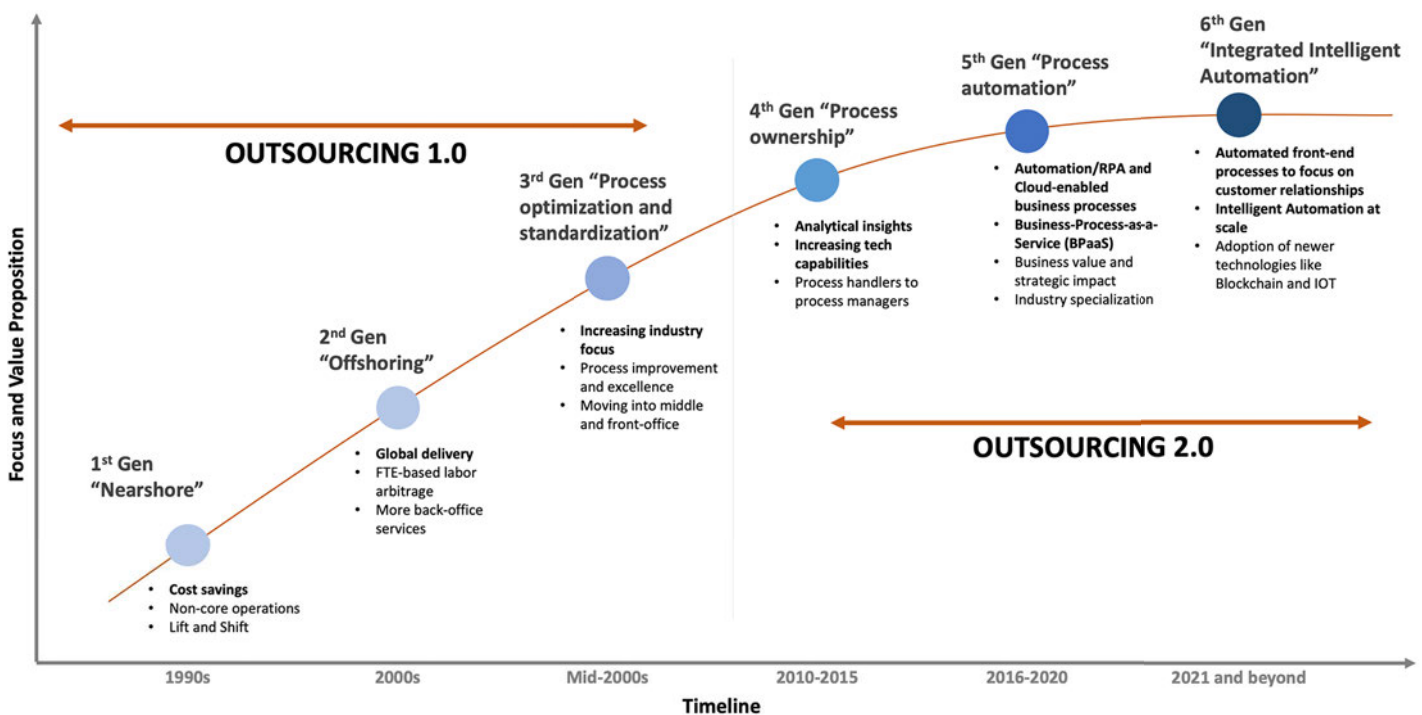 6th Gen
“Integrated Intelligent
Automation”
5th Gen “Process
automation”
4th Gen “Process
ownership”
OUTSOURCING 1.0
3rd Gen “Process
optimization and
standardization”
2nd Gen
“Offshoring”
1st Gen
“Nearshore”
• Cost savings
• Non-core operations
• Lift and Shift
• Global delivery
• FTE-based labor
arbitrage
• More back-office
services
• Increasing industry
focus
• Process improvement
and excellence
• Moving into middle
and front-office
• Analytical insights
• Increasing tech
capabilities
• Process handlers to
process managers
• Automation/RPA and
Cloud-enabled
business processes
• Business-Process-as-a-
Service (BPaaS)
• Business value and
strategic impact
• Industry specialization
• Automated front-end
processes to focus on
customer relationships
• Intelligent Automation at
scale
• Adoption of newer
technologies like
Blockchain and IOT
OUTSOURCING 2.0
Focus and Value Proposition
1990s
2000s
Mid-2000s
2010-2015
2016-2020
2021 and beyond
Timeline